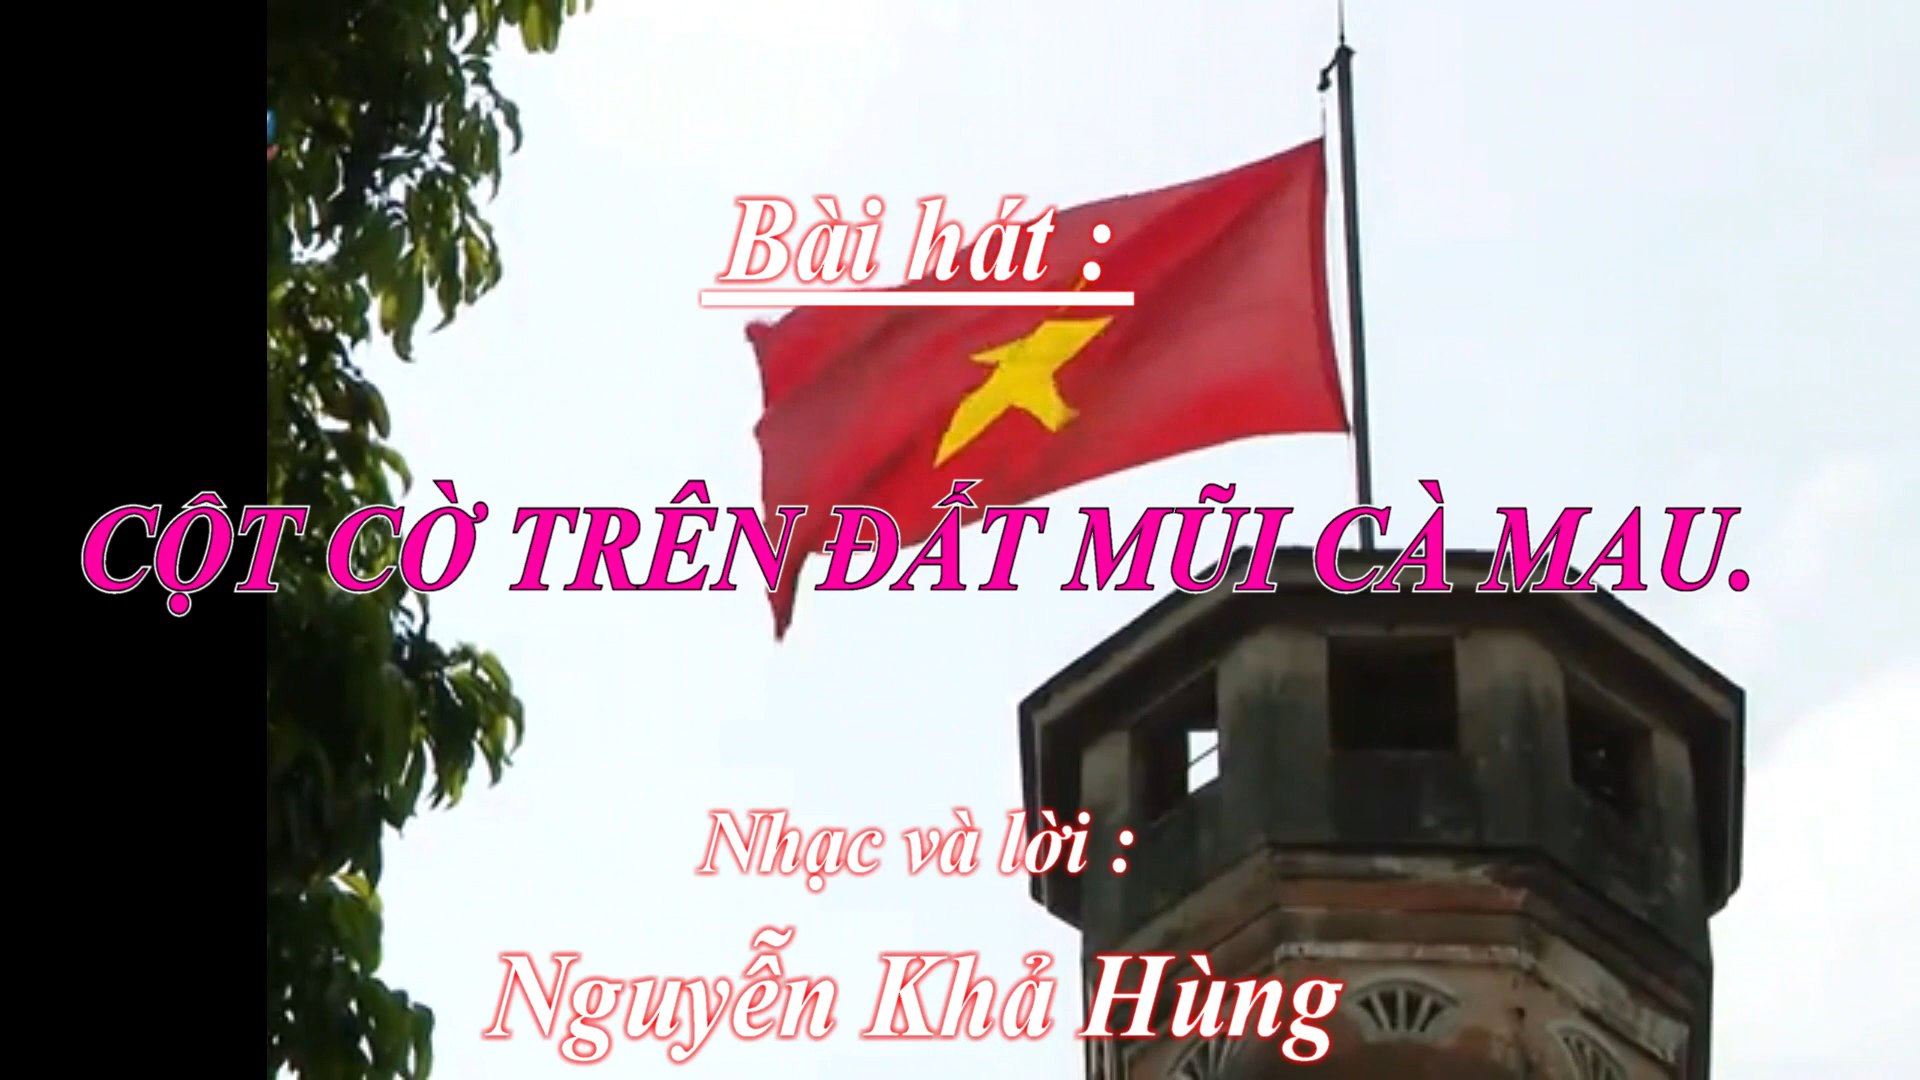 Bài hát :
CỘT CỜ TRÊN ĐẤT MŨI CÀ MAU.
Nhạc và lời :
Nguyễn Khả Hùng